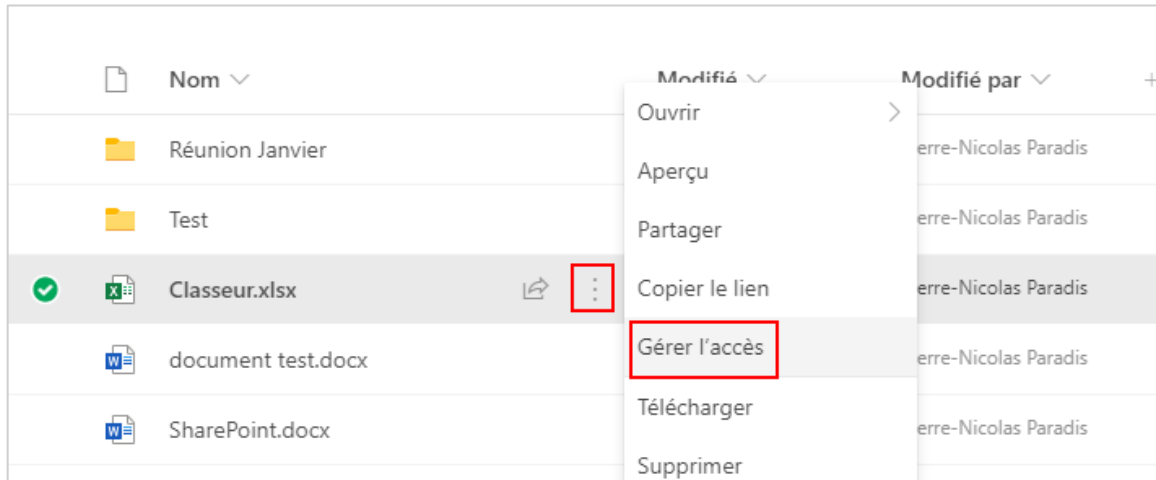 Nom Modifié Modifié par
Ouvrir
Réunion Janvier erre-Nicolas Paradis
Aperçu
Test erre-Nicolas Paradis
Partager
Classeur.xlsx Copier le lien erre-Nicolas Paradis
Gérer l’accès
document test.docx erre-Nicolas Paradis
Télécharger
SharePoint.docx erre-Nicolas Paradis
Supprimer